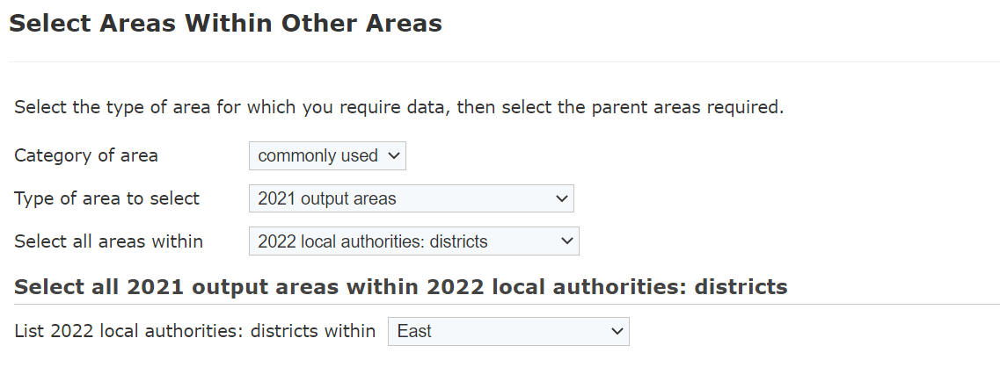 Select Areas Within Other Areas
Select the type of area for which you require data, then select the parent areas required.
Category of area commonly used
Type of area to select 2021 output areas
Select all areas within 2022 local authorities: districts
Select all 2021 output areas within 2022 local authorities: districts
List 2022 local authorities: districts within East